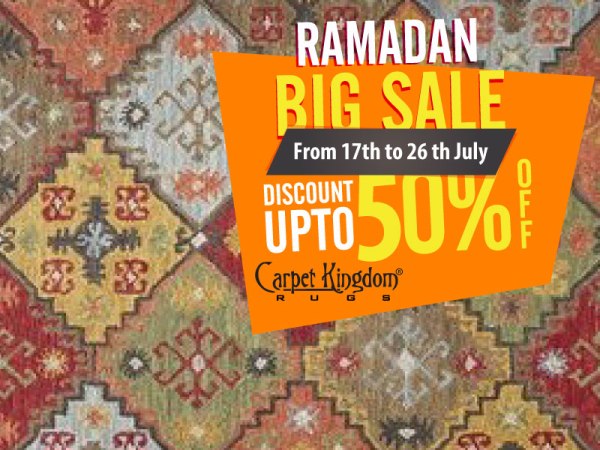 RAMADAN
BIG SALE
From 17th to 26 th July
DISCOUNT
UPTO 50% OFF
Carpet Kingdom®
RUGS